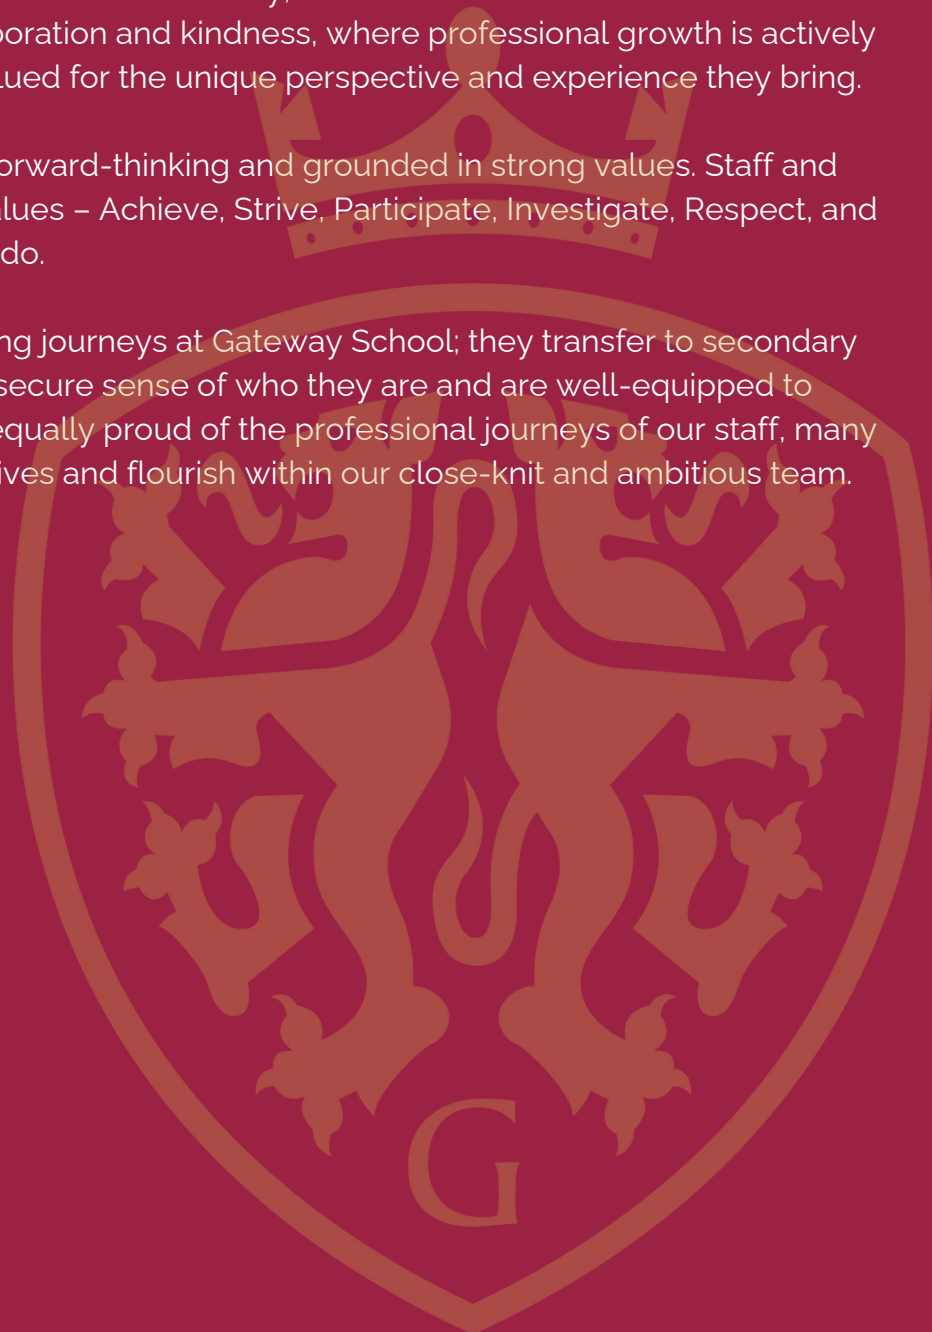 oration and kindness, where professional growth is actively
lued for the unique perspective and experience they bring.
orward-thinking and grounded in strong values. Staff and
lues – Achieve, Strive, Participate, Investigate, Respect, and
do.
ng journeys at Gateway School; they transfer to secondary
secure sense of who they are and are well-equipped to
equally proud of the professional journeys of our staff, many
ives and flourish within our close-knit and ambitious team.
G